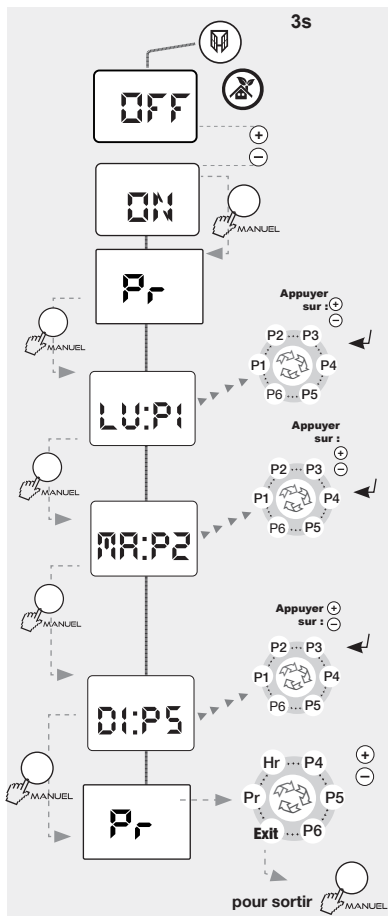 3s
OFF
+
−
ON
MANUEL
Pr
Appuyer
sur : +
−
MANUEL
P2 ... P3
P1 P4
P6 ... P5
LU:P1
Appuyer
sur :
+
−
MANUEL
P2 ... P3
P1 P4
P6 ... P5
MA:P2
MANUEL
Appuyer +
sur : −
P2 ... P3
P1 P4
P6 ... P5
DI:P5
MANUEL
Hr ... P4
+
−
Pr P5
Exit ... P6
Pr
pour sortir MANUEL